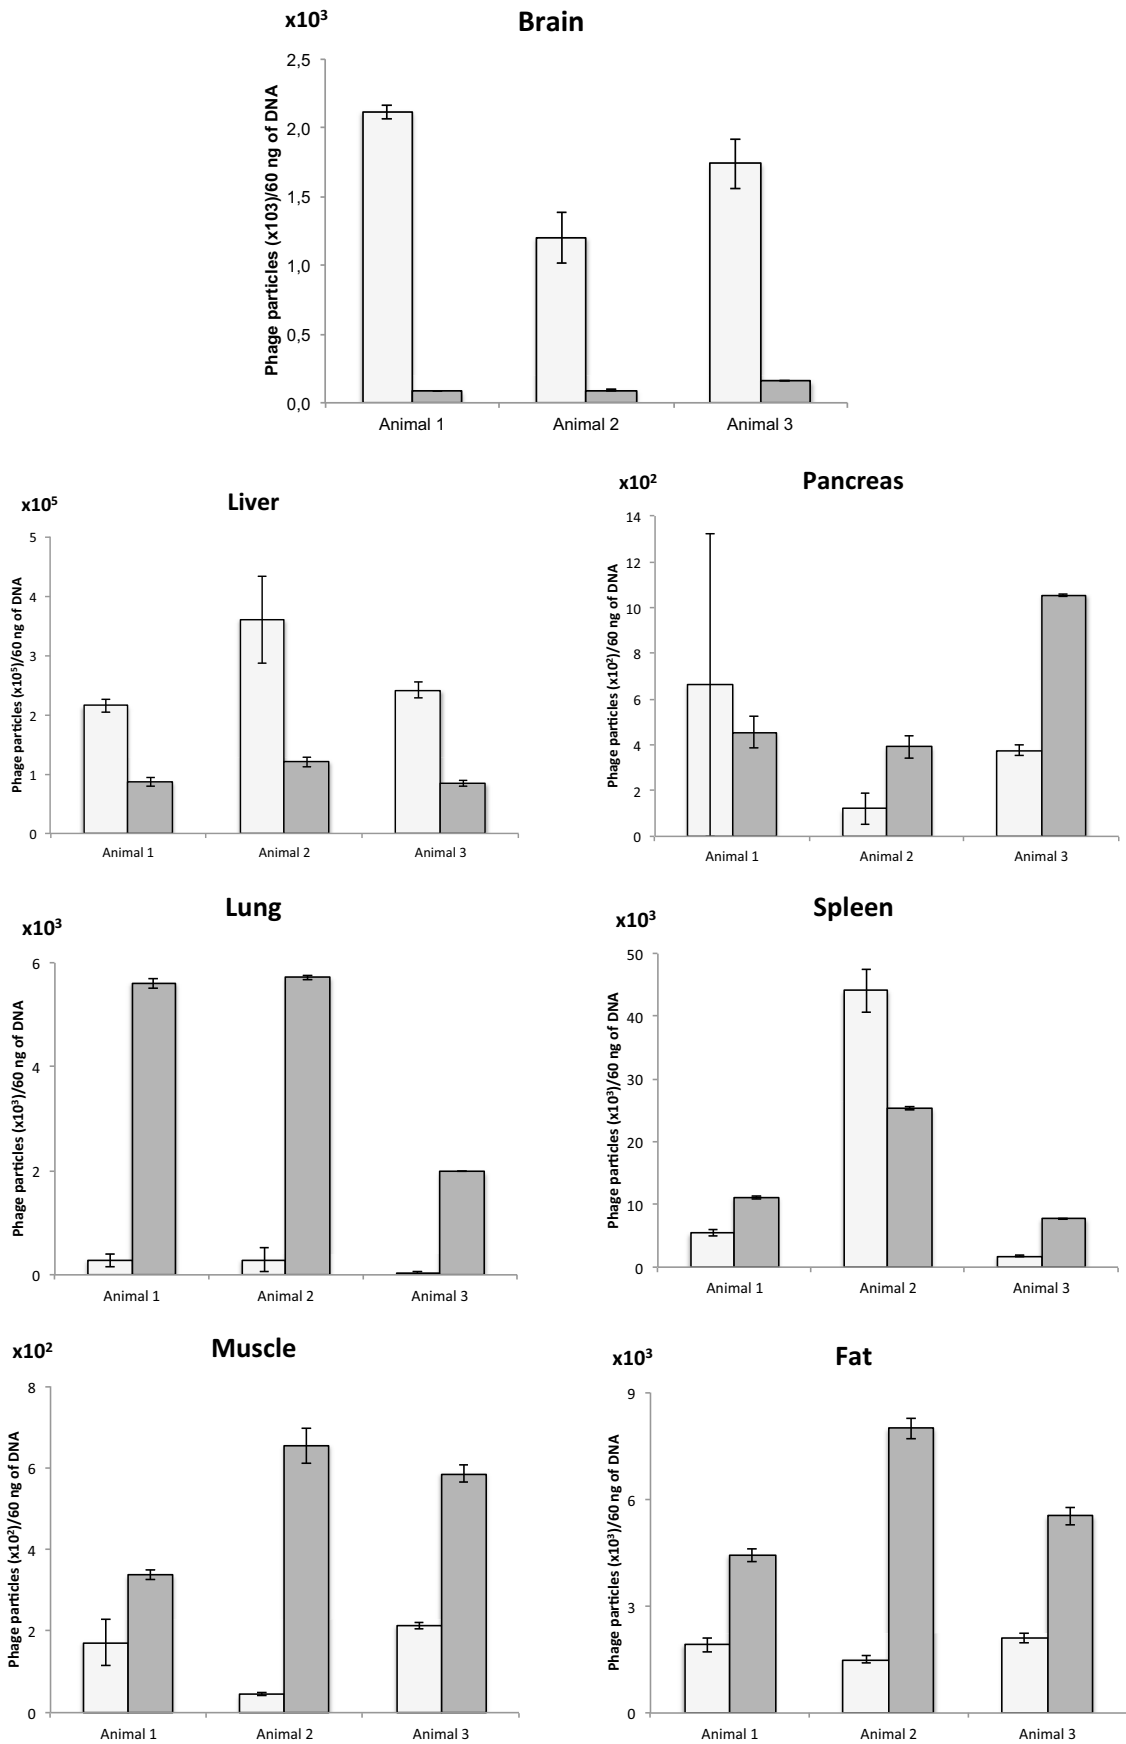 x10³
Brain
Phage particles (x103)/60 ng of DNA
2,5
2,0
1,5
1,0
0,5
0,0
Animal 1
Animal 2
Animal 3
x10⁵
Liver
Phage particles (x10⁵)/60 ng of DNA
5
4
3
2
1
0
Animal 1
Animal 2
Animal 3
x10²
Pancreas
Phage particles (x10²)/60 ng of DNA
14
12
10
8
6
4
2
0
Animal 1
Animal 2
Animal 3
x10³
Lung
Phage particles (x10³)/60 ng of DNA
6
4
2
0
Animal 1
Animal 2
Animal 3
x10³
Spleen
Phage particles (x10³)/60 ng of DNA
50
40
30
20
10
0
Animal 1
Animal 2
Animal 3
x10²
Muscle
Phage particles (x10²)/60 ng of DNA
8
6
4
2
0
Animal 1
Animal 2
Animal 3
x10³
Fat
Phage particles (x10³)/60 ng of DNA
9
6
3
0
Animal 1
Animal 2
Animal 3